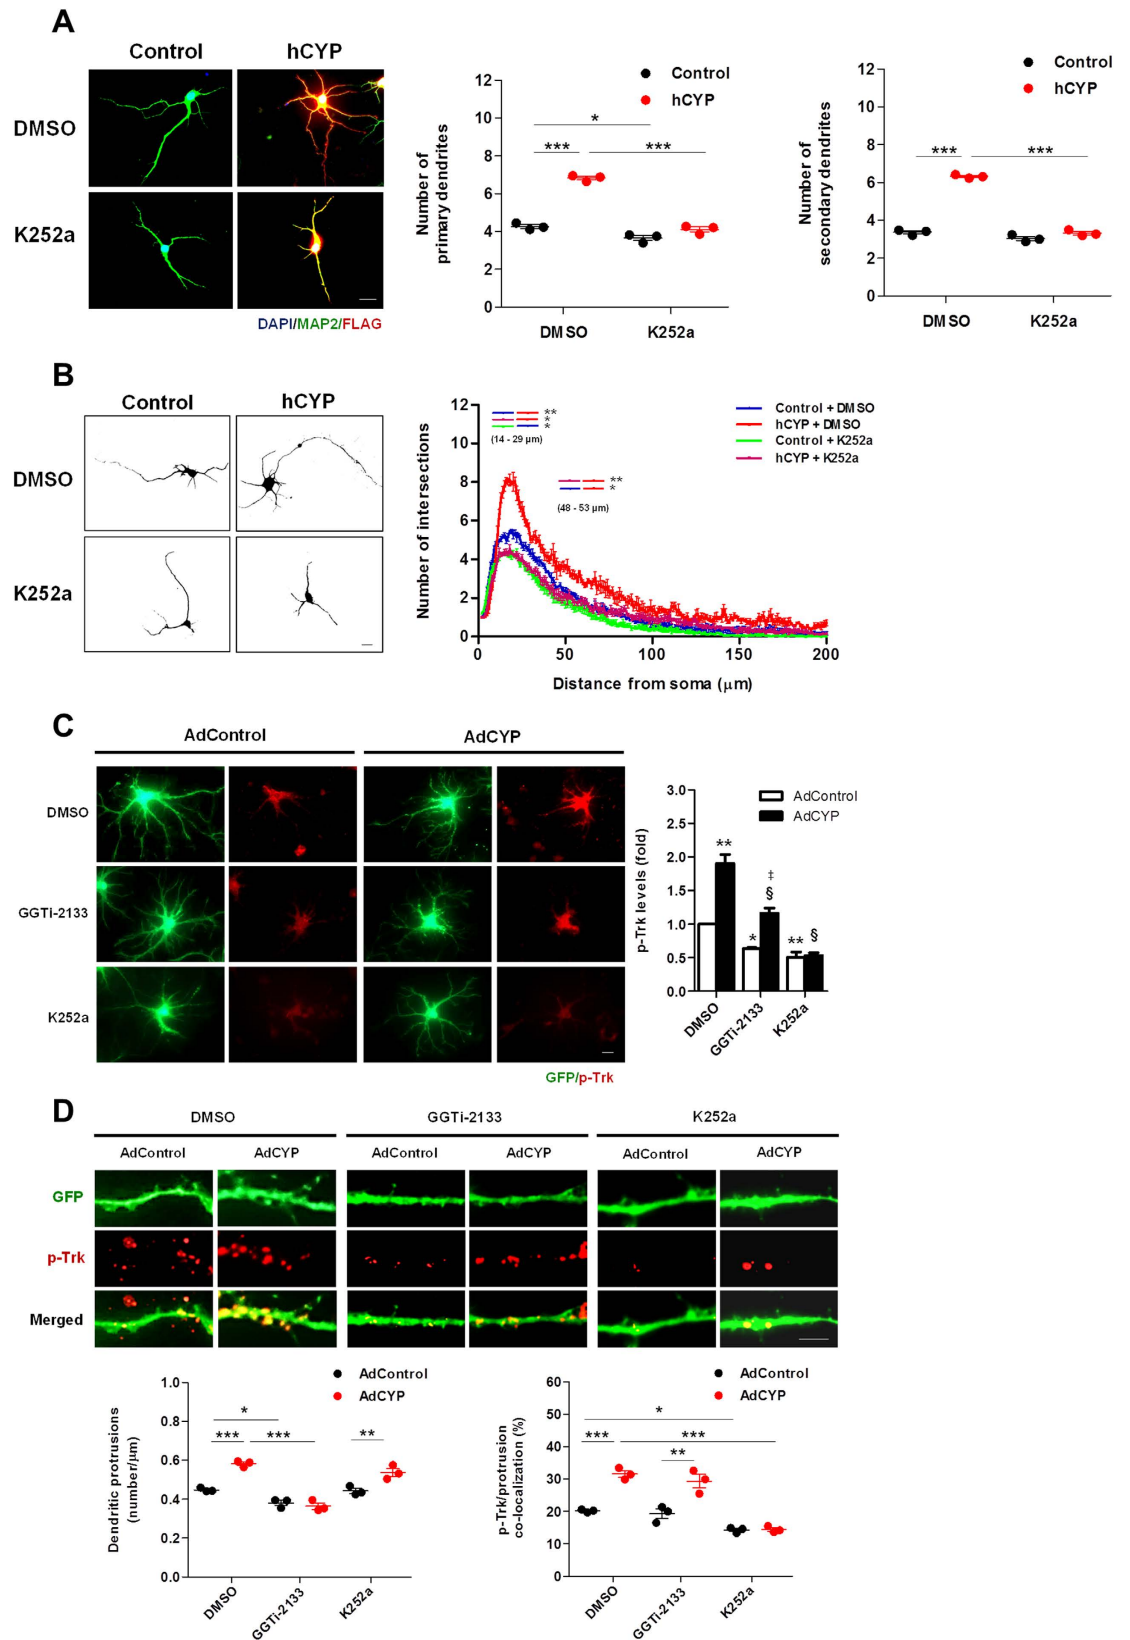 A
Control hCYP
DMSO
K252a
DAPI/MAP2/FLAG
Number of
primary dendrites
12
10
8
6
4
2
0
Control
hCYP
*
*** ***
DMSO K252a
Number of
secondary dendrites
12
10
8
6
4
2
0
Control
hCYP
*** ***
DMSO K252a
B
Control hCYP
DMSO
K252a
Number of intersections
12
10
8
6
4
2
0
**
*
*
(14 - 29 μm)
**
*
(48 - 53 μm)
Control + DMSO
hCYP + DMSO
Control + K252a
hCYP + K252a
0 50 100 150 200
Distance from soma (μm)
C
AdControl AdCYP
DMSO
GGTi-2133
K252a
GFP/p-Trk
p-Trk levels (fold)
3.0
2.5
2.0
1.5
1.0
0.5
0.0
AdControl
AdCYP
**
‡
§
*
**
§
DMSO
GGTi-2133
K252a
D
DMSO GGTi-2133 K252a
AdControl AdCYP AdControl AdCYP AdControl AdCYP
GFP
p-Trk
Merged
Dendritic protrusions
(number/μm)
1.0
0.8
0.6
0.4
0.2
0.0
AdControl
AdCYP
*
*** *** **
DMSO
GGTi-2133
K252a
p-Trk/protrusion
co-localization (%)
60
50
40
30
20
10
0
AdControl
AdCYP
*
*** ***
**
DMSO
GGTi-2133
K252a